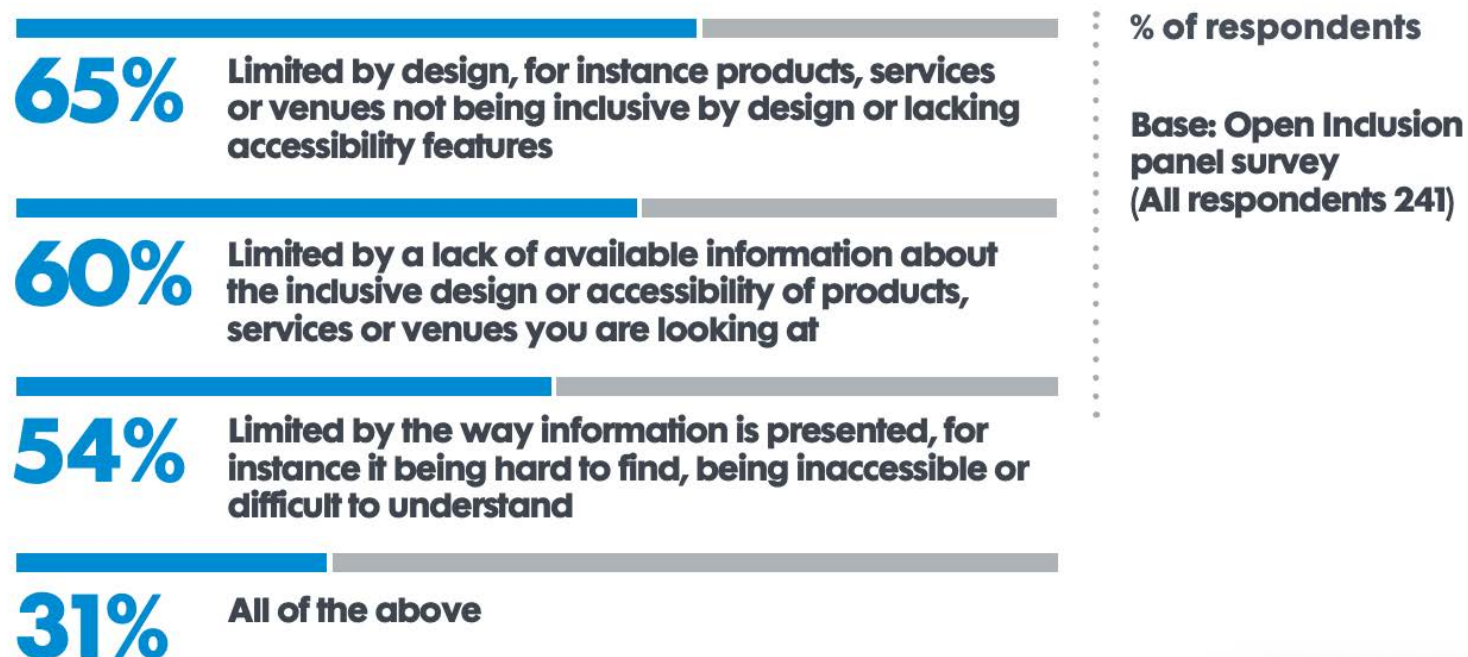 65%
Limited by design, for instance products, services
or venues not being inclusive by design or lacking
accessibility features
60%
Limited by a lack of available information about
the inclusive design or accessibility of products,
services or venues you are looking at
54%
Limited by the way information is presented, for
instance it being hard to find, being inaccessible or
difficult to understand
31%
All of the above
% of respondents
Base: Open Inclusion
panel survey
(All respondents 241)